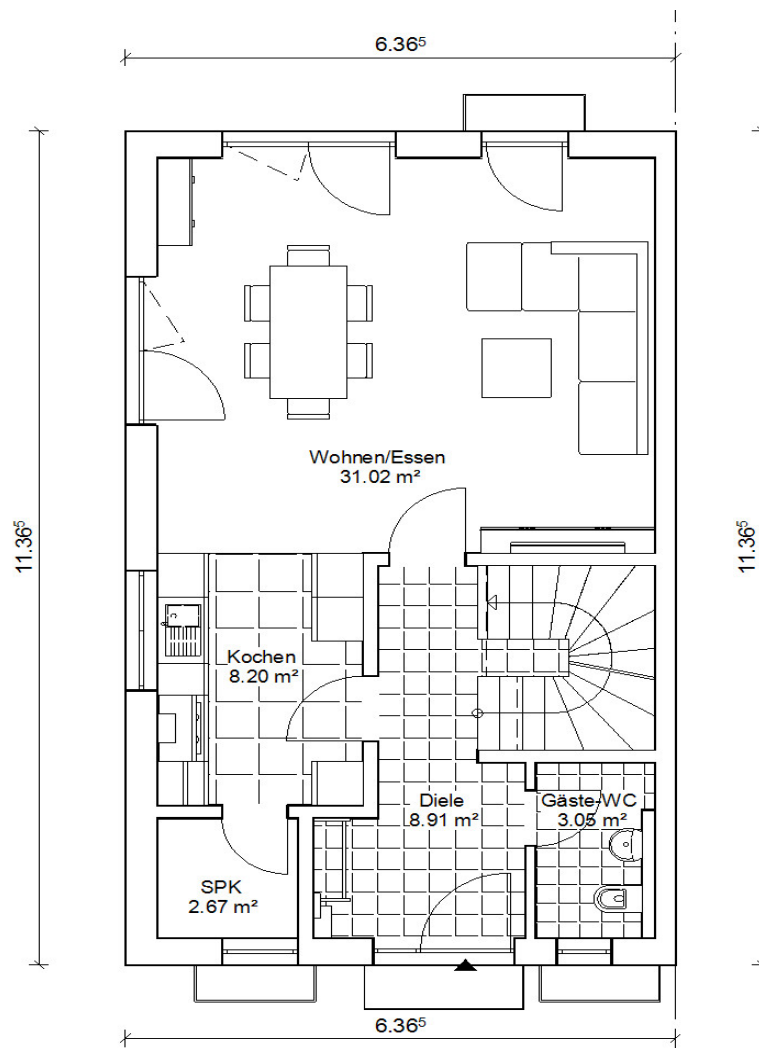 6.36⁵
11.36⁵
11.36⁵
Wohnen/Essen
31.02 m²
Kochen
8.20 m²
Diele
8.91 m²
Gäste-WC
3.05 m²
SPK
2.67 m²
6.36⁵